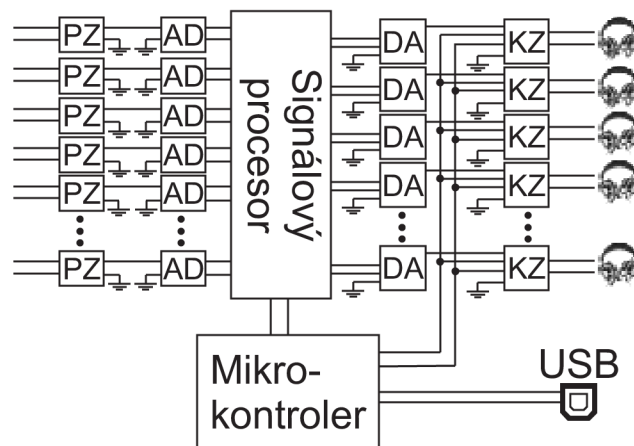 PZ AD DA KZ
PZ AD DA KZ
PZ AD DA KZ
PZ AD
PZ AD DA KZ
PZ AD DA KZ
Signálový
procesor
Mikro-
kontroler
USB